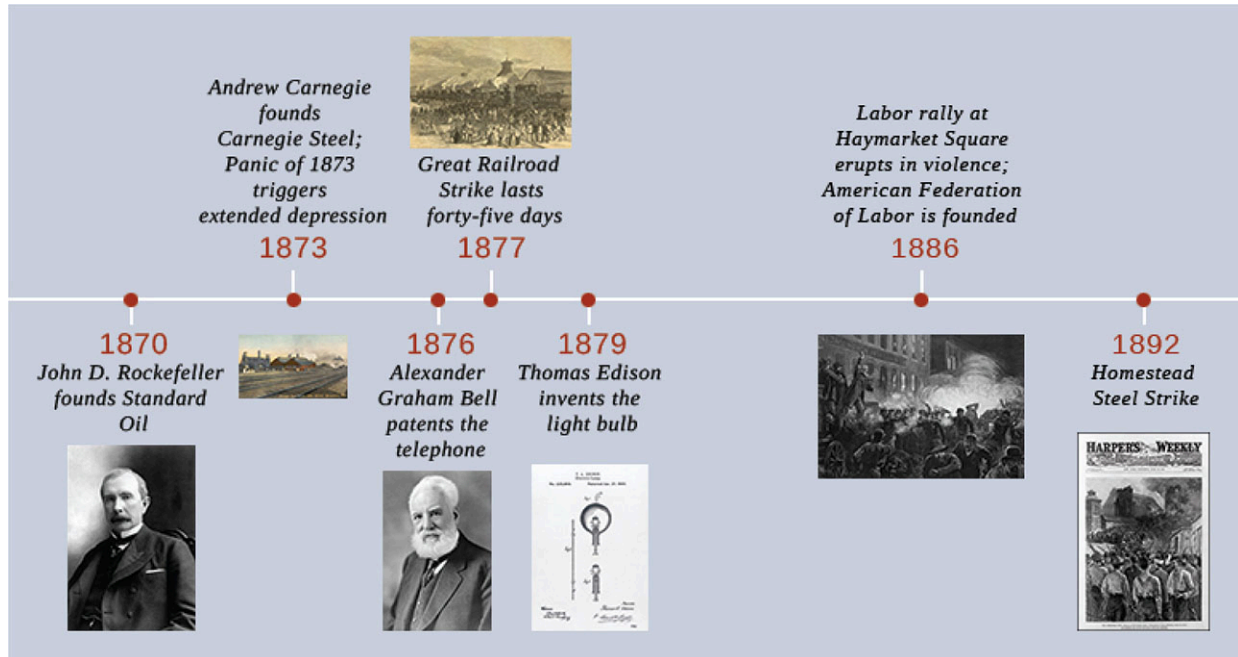 Andrew Carnegie
founds
Carnegie Steel;
Panic of 1873
triggers
extended depression
1873
Great Railroad
Strike lasts
forty-five days
1877
Labor rally at
Haymarket Square
erupts in violence;
American Federation
of Labor is founded
1886
1870
John D. Rockefeller
founds Standard
Oil
1876
Alexander
Graham Bell
patents the
telephone
1879
Thomas Edison
invents the
light bulb
1892
Homestead
Steel Strike
HARPER'S WEEKLY